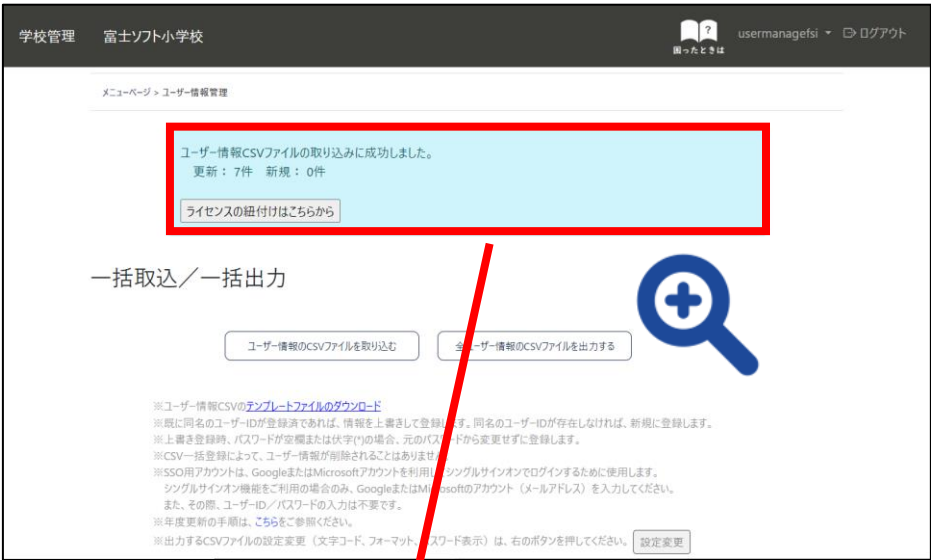 学校管理 富士ソフト小学校
?
困ったときは
usermanagefsi ログアウト
メニューページ > ユーザー情報管理
ユーザー情報CSVファイルの取り込みに成功しました。
更新： 7件 新規： 0件
ライセンスの紐付けはこちらから
一括取込／一括出力
ユーザー情報のCSVファイルを取り込む 全ユーザー情報のCSVファイルを出力する
※ユーザー情報CSVのテンプレートファイルのダウンロード
※既に同名のユーザーIDが登録済であれば、情報を上書きして登録します。同名のユーザーIDが存在しなければ、新規に登録します。
※上書き登録時、パスワードが空欄または伏字(*)の場合、元のパスワードから変更せずに登録します。
※CSV一括登録によって、ユーザー情報が削除されることはありません
※SSO用アカウントは、GoogleまたはMicrosoftアカウントを利用し シングルサインオンでログインするために使用します。
シングルサインオン機能をご利用の場合のみ、GoogleまたはMicrosoftのアカウント（メールアドレス）を入力してください。
また、その際、ユーザーID／パスワードの入力は不要です。
※年度更新の手順は、こちらをご参照ください。
※出力するCSVファイルの設定変更（文字コード、フォーマット、パスワード表示）は、右のボタンを押してください。 設定変更